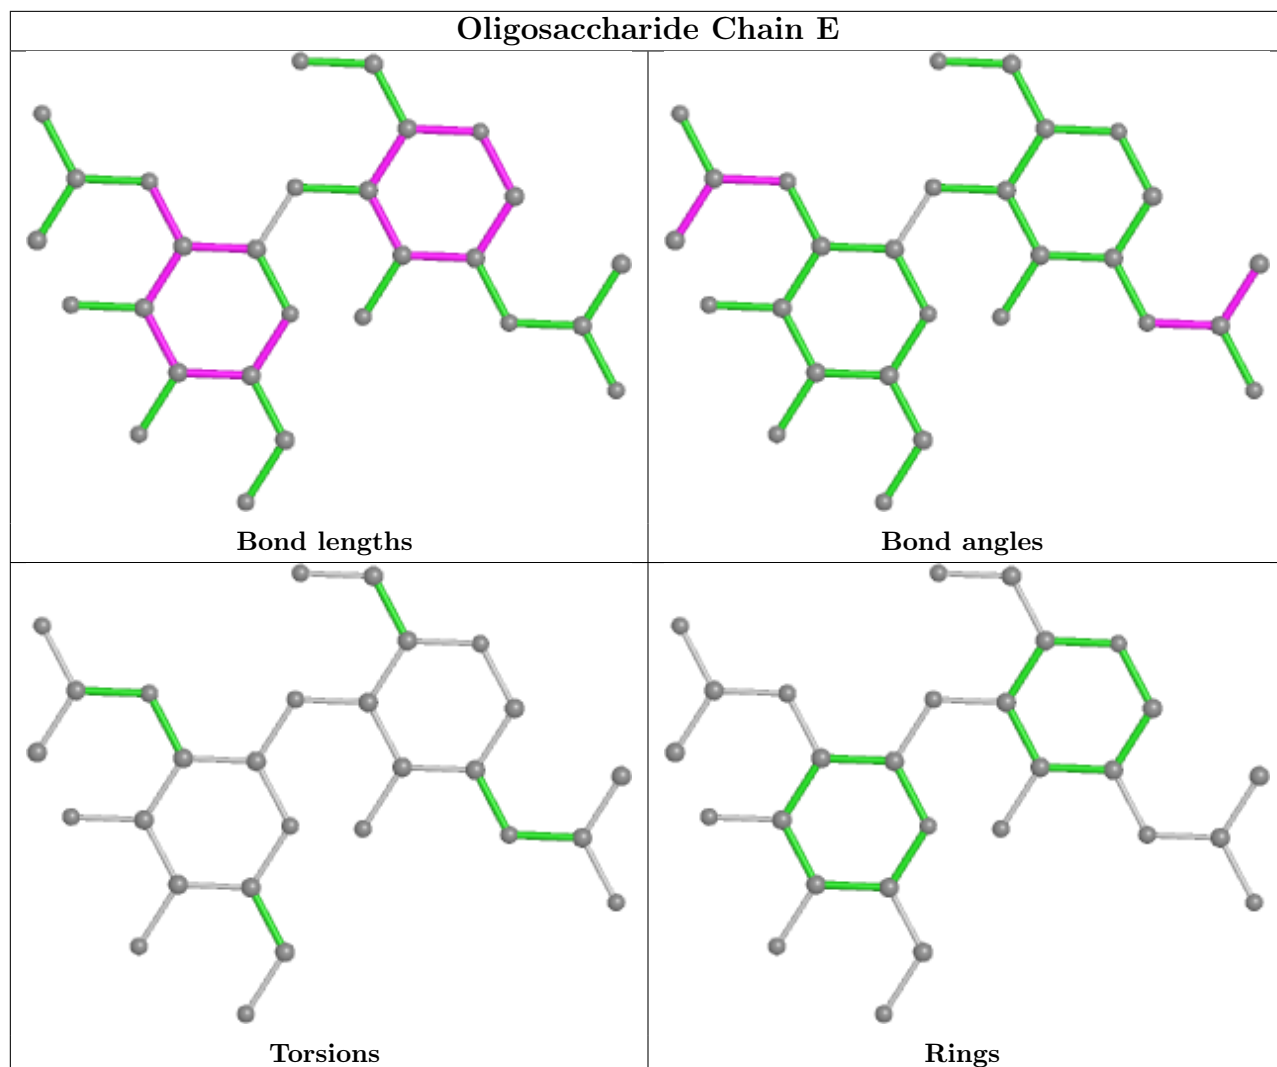 Oligosaccharide Chain E
Bond lengths
Bond angles
Torsions
Rings